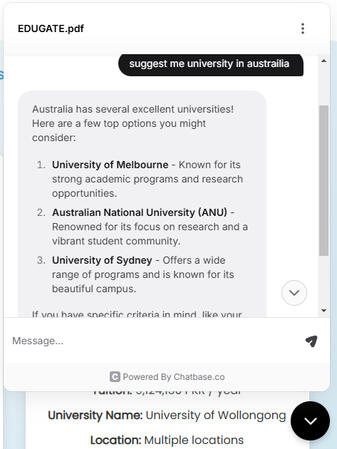 EDUGATE.pdf
suggest me university in austrailia
Australia has several excellent universities!
Here are a few top options you might
consider:
1. University of Melbourne - Known for its
strong academic programs and research
opportunities.
2. Australian National University (ANU) -
Renowned for its focus on research and a
vibrant student community.
3. University of Sydney - Offers a wide
range of programs and is known for its
beautiful campus.
If you have specific criteria in mind, like your
Message...
Powered By Chatbase.co
PKR / year
University Name: University of Wollongong
Location: Multiple locations